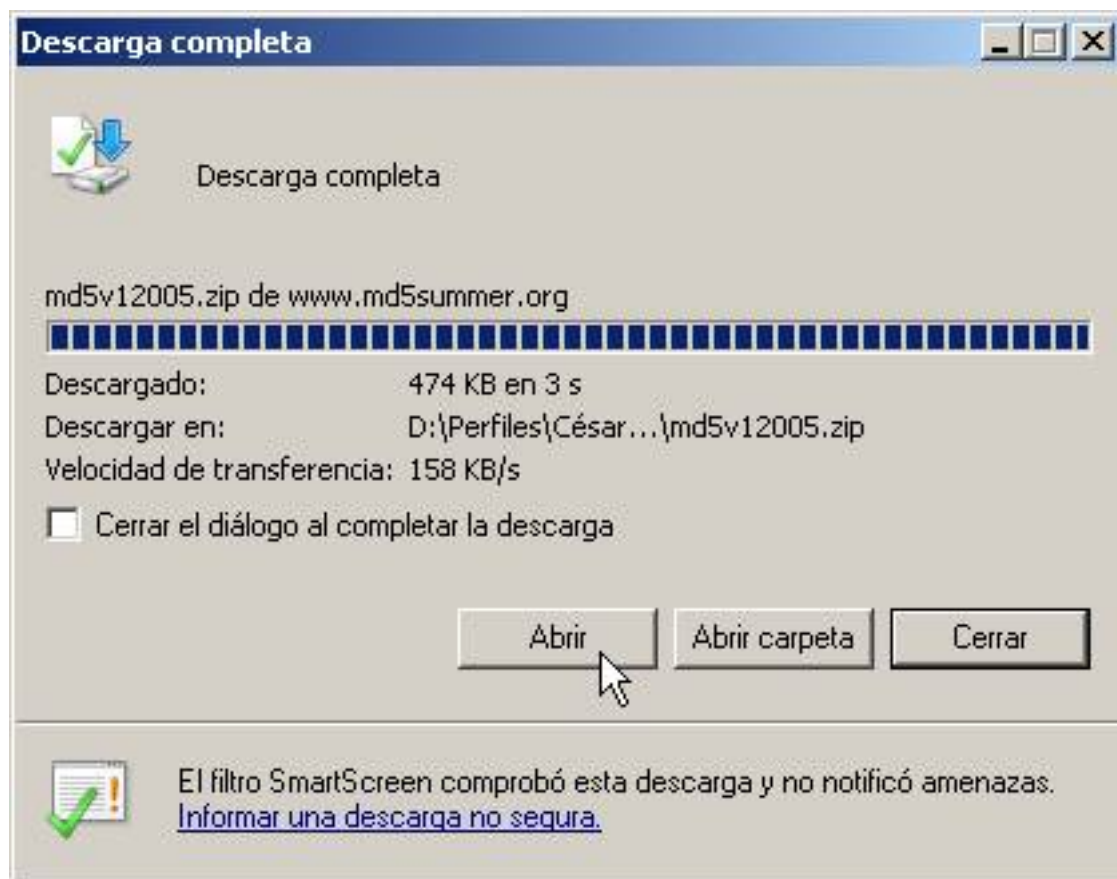 Descarga completa
Descarga completa
md5v12005.zip de www.md5summer.org
Descargado: 474 KB en 3 s
Descargar en: D:\Perfiles\César...\md5v12005.zip
Velocidad de transferencia: 158 KB/s
Cerrar el diálogo al completar la descarga
Abrir Abrir carpeta Cerrar
El filtro SmartScreen comprobó esta descarga y no notificó amenazas.
Informar una descarga no segura.